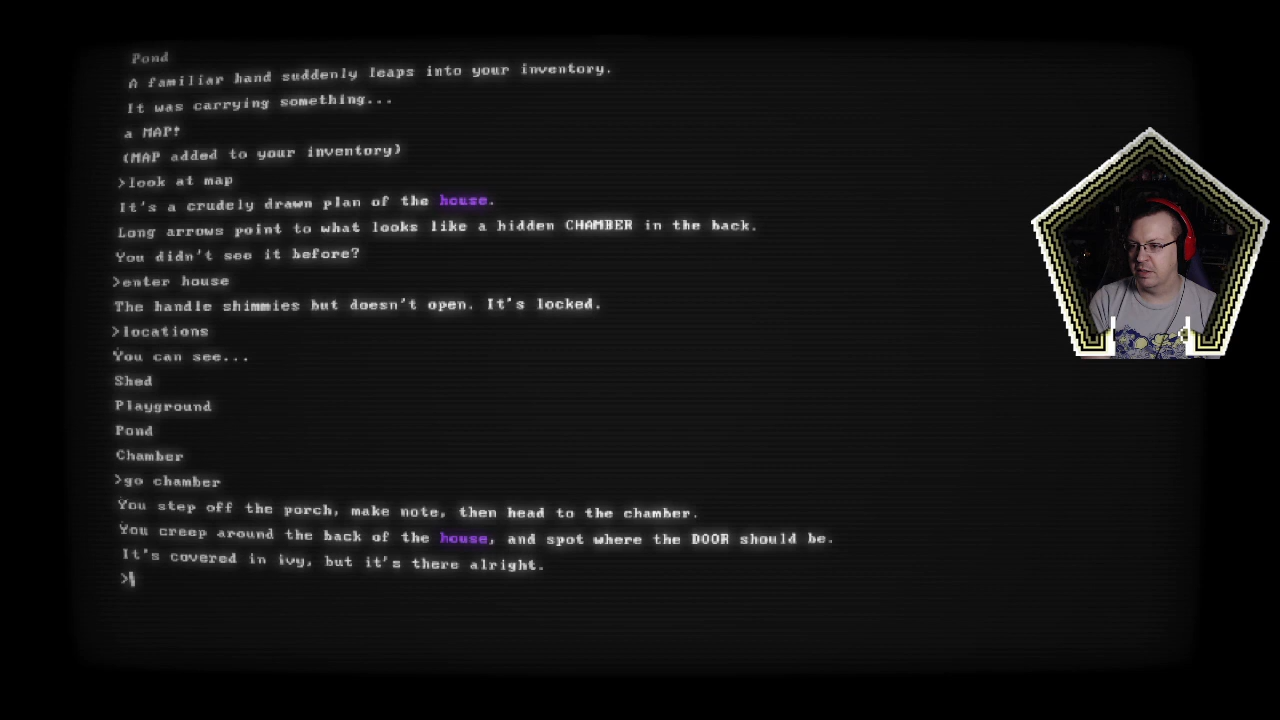 Pond
A familiar hand suddenly leaps into your inventory.
It was carrying something...
a MAP!
(MAP added to your inventory)
>look at map
It's a crudely drawn plan of the house.
Long arrows point to what looks like a hidden CHAMBER in the back.
You didn't see it before?
>enter house
The handle shimmies but doesn't open. It's locked.
>locations
You can see...
Shed
Playground
Pond
Chamber
>go chamber
You step off the porch, make note, then head to the chamber.
You creep around the back of the house, and spot where the DOOR should be.
It's covered in ivy, but it's there alright.
>